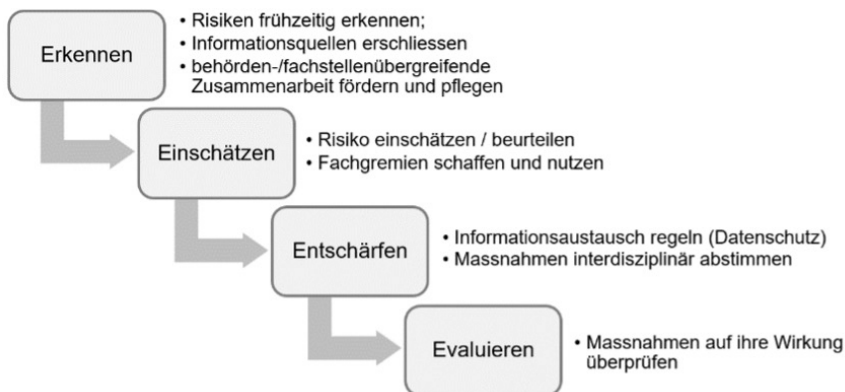 Erkennen
• Risiken frühzeitig erkennen;
• Informationsquellen erschliessen
• behörden-/fachstellenübergreifende
Zusammenarbeit fördern und pflegen
Einschätzen
• Risiko einschätzen / beurteilen
• Fachgremien schaffen und nutzen
Entschärfen
• Informationsaustausch regeln (Datenschutz)
• Massnahmen interdisziplinär abstimmen
Evaluieren
• Massnahmen auf ihre Wirkung
überprüfen